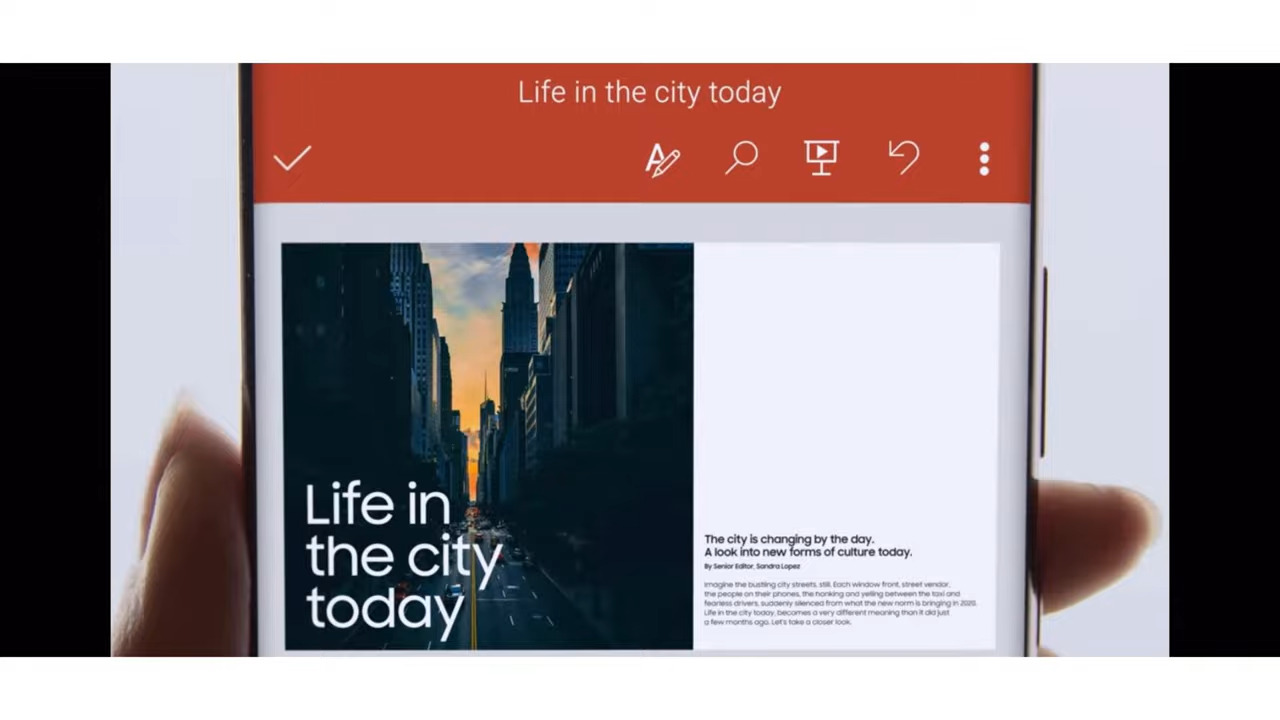 Life in the city today
Life in
the city
today
The city is changing by the day.
A look into new forms of culture today.
By Senior Editor, Sandra Lopez
Imagine the bustling city streets, still. Each window front, street vendor,
the people on their phones, the honking and yelling between the taxi and
fearless drivers, suddenly silenced from what the new norm is bringing in 2020.
Life in the city today, becomes a very different meaning than it did just
a few months ago. Let's take a closer look.